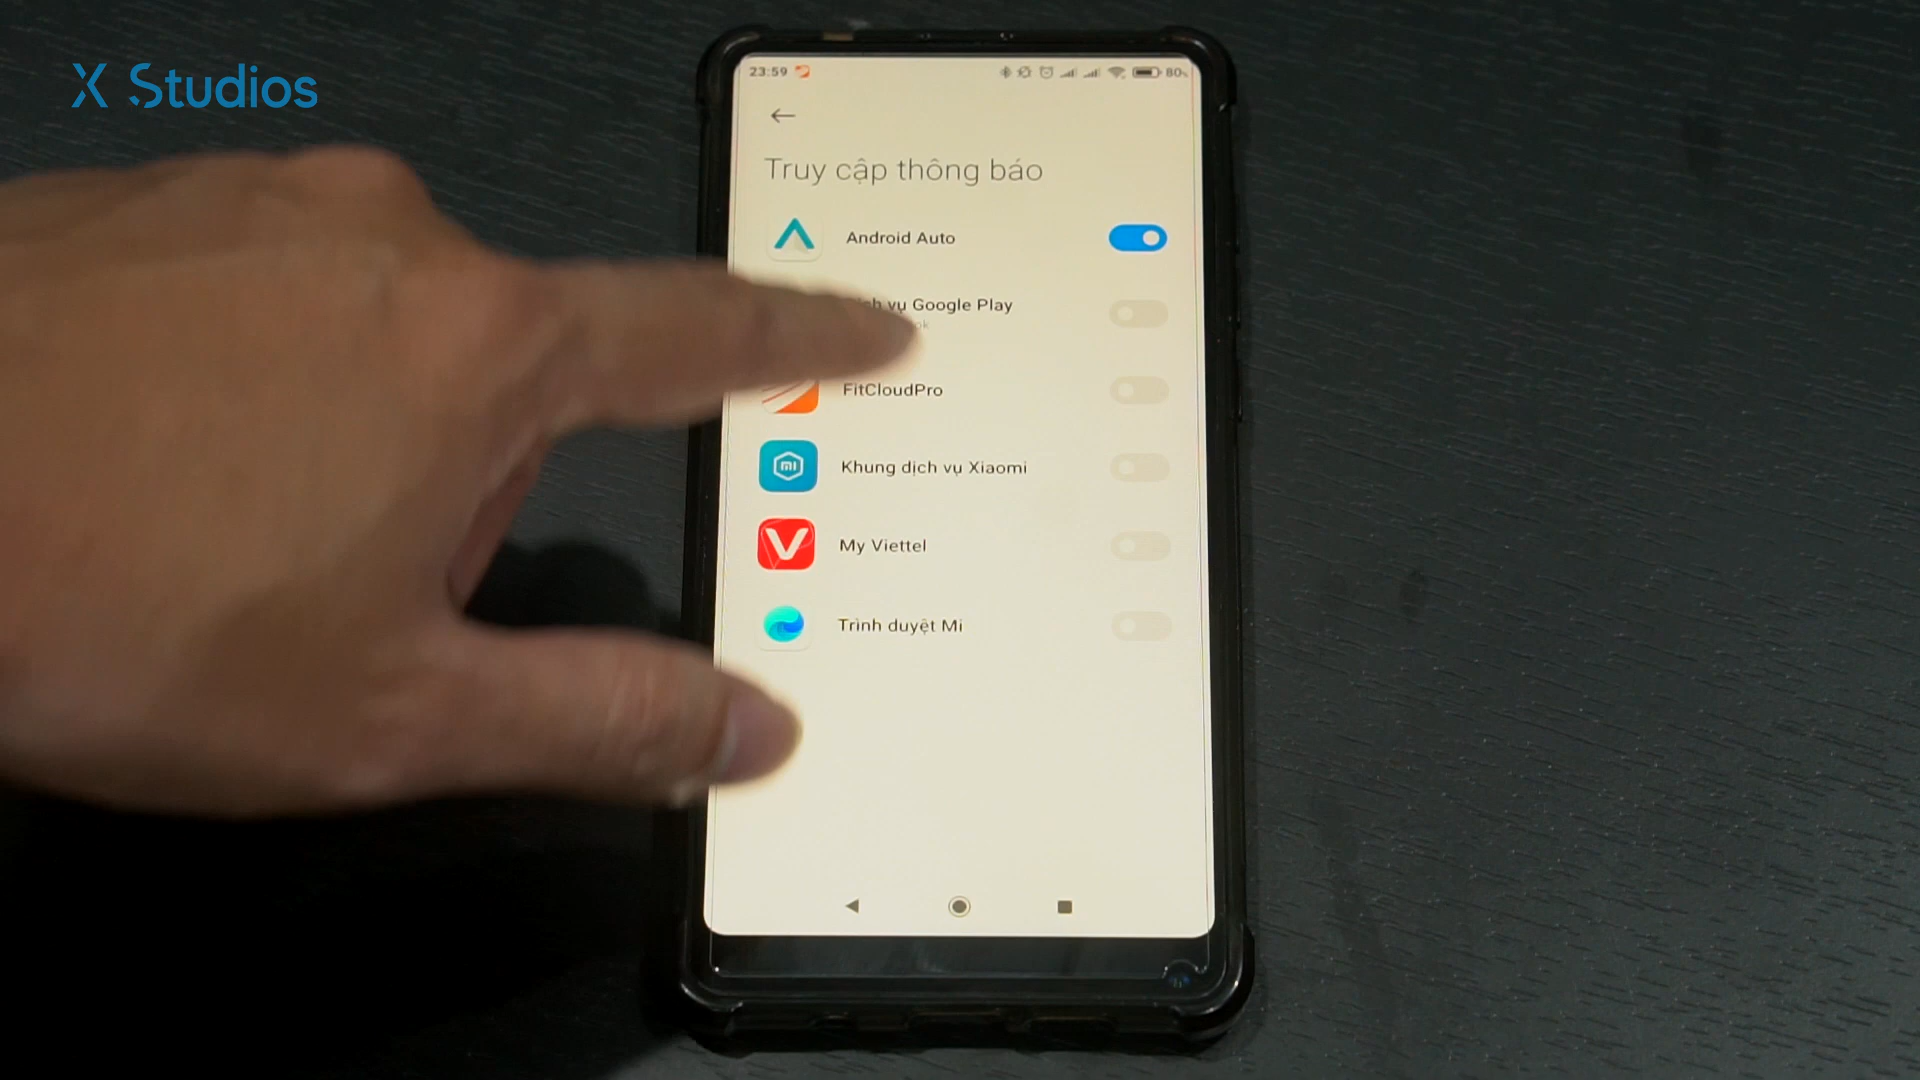 X Studios
23:59
80
Truy cập thông báo
Android Auto
vụ Google Play
FitCloudPro
Khung dịch vụ Xiaomi
mi
My Viettel
Trình duyệt Mi